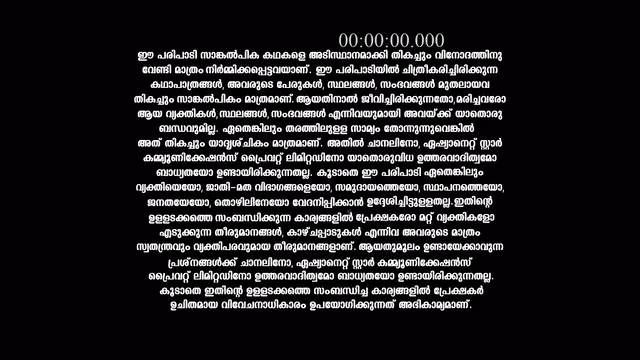 00:00:00.000
ഈ പരിപാടി സാങ്കൽപിക കഥകളെ അടിസ്ഥാനമാക്കി തികച്ചും വിനോദത്തിനു
വേണ്ടി മാത്രം നിർമ്മിക്കപ്പെട്ടവയാണ്. ഈ പരിപാടിയിൽ ചിത്രീകരിച്ചിരിക്കുന്ന
കഥാപാത്രങ്ങൾ, അവരുടെ പേരുകൾ, സ്ഥലങ്ങൾ, സംഭവങ്ങൾ മുതലായവ
തികച്ചും സാങ്കൽപികം മാത്രമാണ്. ആയതിനാൽ ജീവിച്ചിരിക്കുന്നതോ,മരിച്ചവരോ
ആയ വ്യക്തികൾ,സ്ഥലങ്ങൾ,സംഭവങ്ങൾ എന്നിവയുമായി അവയ്ക്ക് യാതൊരു
ബന്ധവുമില്ല. ഏതെങ്കിലും തരത്തിലുളള സാമ്യം തോന്നുന്നുവെങ്കിൽ
അത് തികച്ചും യാദൃശ്ചികം മാത്രമാണ്. അതിൽ ചാനലിനോ, ഏഷ്യാനെറ്റ് സ്റ്റാർ
കമ്മ്യൂണിക്കേഷൻസ് പ്രൈവറ്റ് ലിമിറ്റഡിനോ യാതൊരുവിധ ഉത്തരവാദിത്വമോ
ബാധ്യതയോ ഉണ്ടായിരിക്കുന്നതല്ല. കൂടാതെ ഈ പരിപാടി ഏതെങ്കിലും
വ്യക്തിയെയോ, ജാതി-മത വിഭാഗങ്ങളെയോ, സമുദായത്തെയോ, സ്ഥാപനത്തെയോ,
ജനതയേയോ, തൊഴിലിനേയോ വേദനിപ്പിക്കാൻ ഉദ്ദേശിച്ചിട്ടുളളതല്ല.ഇതിന്റെ
ഉളളടക്കത്തെ സംബന്ധിക്കുന്ന കാര്യങ്ങളിൽ പ്രേക്ഷകരോ മറ്റ് വ്യക്തികളോ
എടുക്കുന്ന തീരുമാനങ്ങൾ, കാഴ്ചപ്പാടുകൾ എന്നിവ അവരുടെ മാത്രം
സ്വതന്ത്രവും വ്യക്തിപരവുമായ തീരുമാനങ്ങളാണ്. ആയതുമൂലം ഉണ്ടായേക്കാവുന്ന
പ്രശ്നങ്ങൾക്ക് ചാനലിനോ, ഏഷ്യാനെറ്റ് സ്റ്റാർ കമ്മ്യൂണിക്കേഷൻസ്
പ്രൈവറ്റ് ലിമിറ്റഡിനോ ഉത്തരവാദിത്വമോ ബാധ്യതയോ ഉണ്ടായിരിക്കുന്നതല്ല.
കൂടാതെ ഇതിന്റെ ഉളളടക്കത്തെ സംബന്ധിച്ച കാര്യങ്ങളിൽ പ്രേക്ഷകർ
ഉചിതമായ വിവേചനാധികാരം ഉപയോഗിക്കുന്നത് അഭികാമ്യമാണ്.